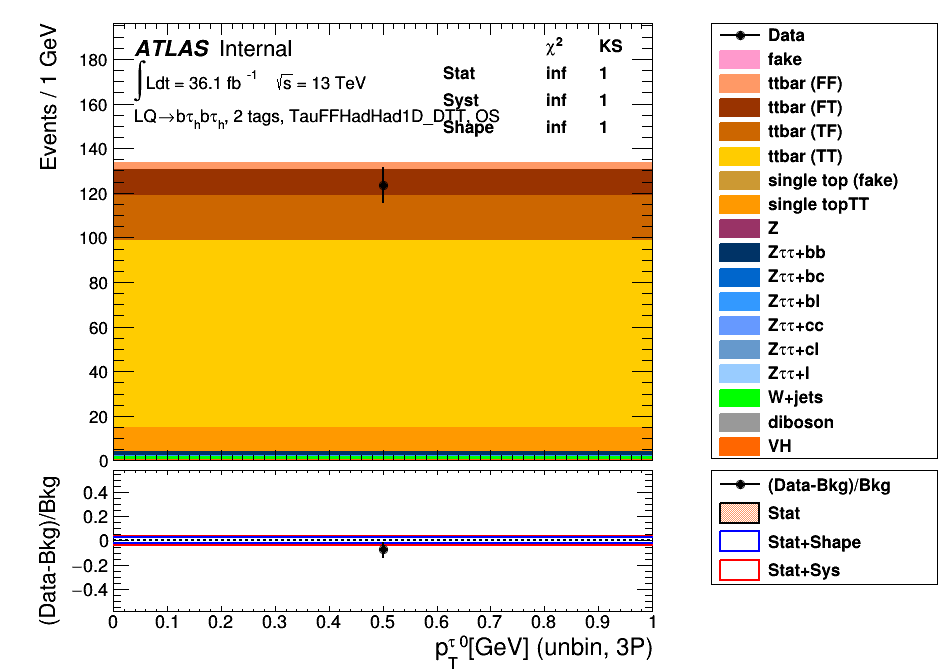 ATLAS Internal
∫Ldt = 36.1 fb⁻¹ √s = 13 TeV
LQ→bτₕbτₕ, 2 tags, TauFFHadHad1D_DTT, OS
χ² KS
Stat inf 1
Syst inf 1
Shape inf 1
Events / 1 GeV
180
160
140
120
100
80
60
40
20
0
Data
fake
ttbar (FF)
ttbar (FT)
ttbar (TF)
ttbar (TT)
single top (fake)
single topTT
Z
Zττ+bb
Zττ+bc
Zττ+bl
Zττ+cc
Zττ+cl
Zττ+l
W+jets
diboson
VH
(Data-Bkg)/Bkg
0.4
0.2
0
−0.2
−0.4
0 0.1 0.2 0.3 0.4 0.5 0.6 0.7 0.8 0.9 1
p_T^τ 0[GeV] (unbin, 3P)
(Data-Bkg)/Bkg
Stat
Stat+Shape
Stat+Sys